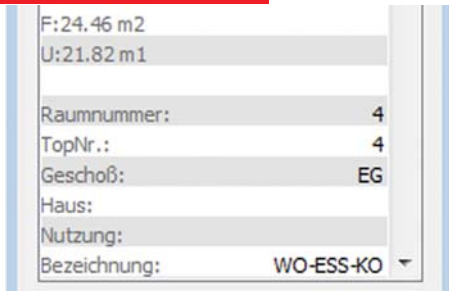 F:24.46 m2
U:21.82 m1
Raumnummer: 4
TopNr.: 4
Geschoß: EG
Haus:
Nutzung:
Bezeichnung: WO-ESS-KO